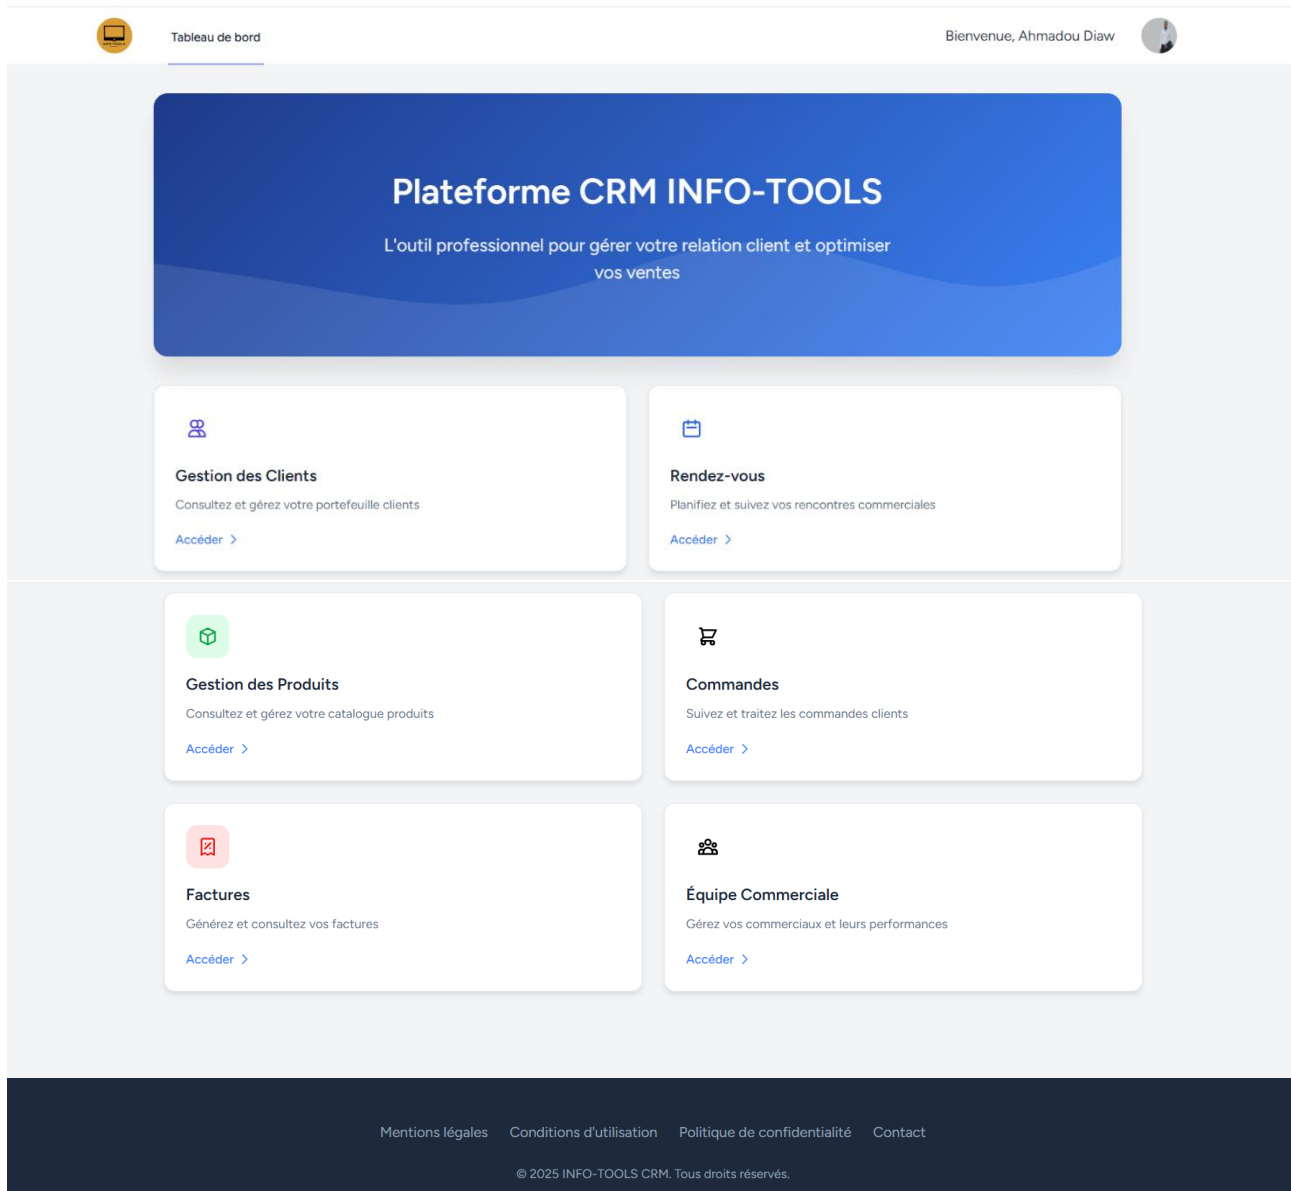 Tableau de bord
Bienvenue, Ahmadou Diaw
Plateforme CRM INFO-TOOLS
L'outil professionnel pour gérer votre relation client et optimiser
vos ventes
Gestion des Clients
Consultez et gérez votre portefeuille clients
Accéder
Rendez-vous
Planifiez et suivez vos rencontres commerciales
Accéder
Gestion des Produits
Consultez et gérez votre catalogue produits
Accéder
Commandes
Suivez et traitez les commandes clients
Accéder
Factures
Générez et consultez vos factures
Accéder
Équipe Commerciale
Gérez vos commerciaux et leurs performances
Accéder
Mentions légales Conditions d'utilisation Politique de confidentialité Contact
© 2025 INFO-TOOLS CRM. Tous droits réservés.